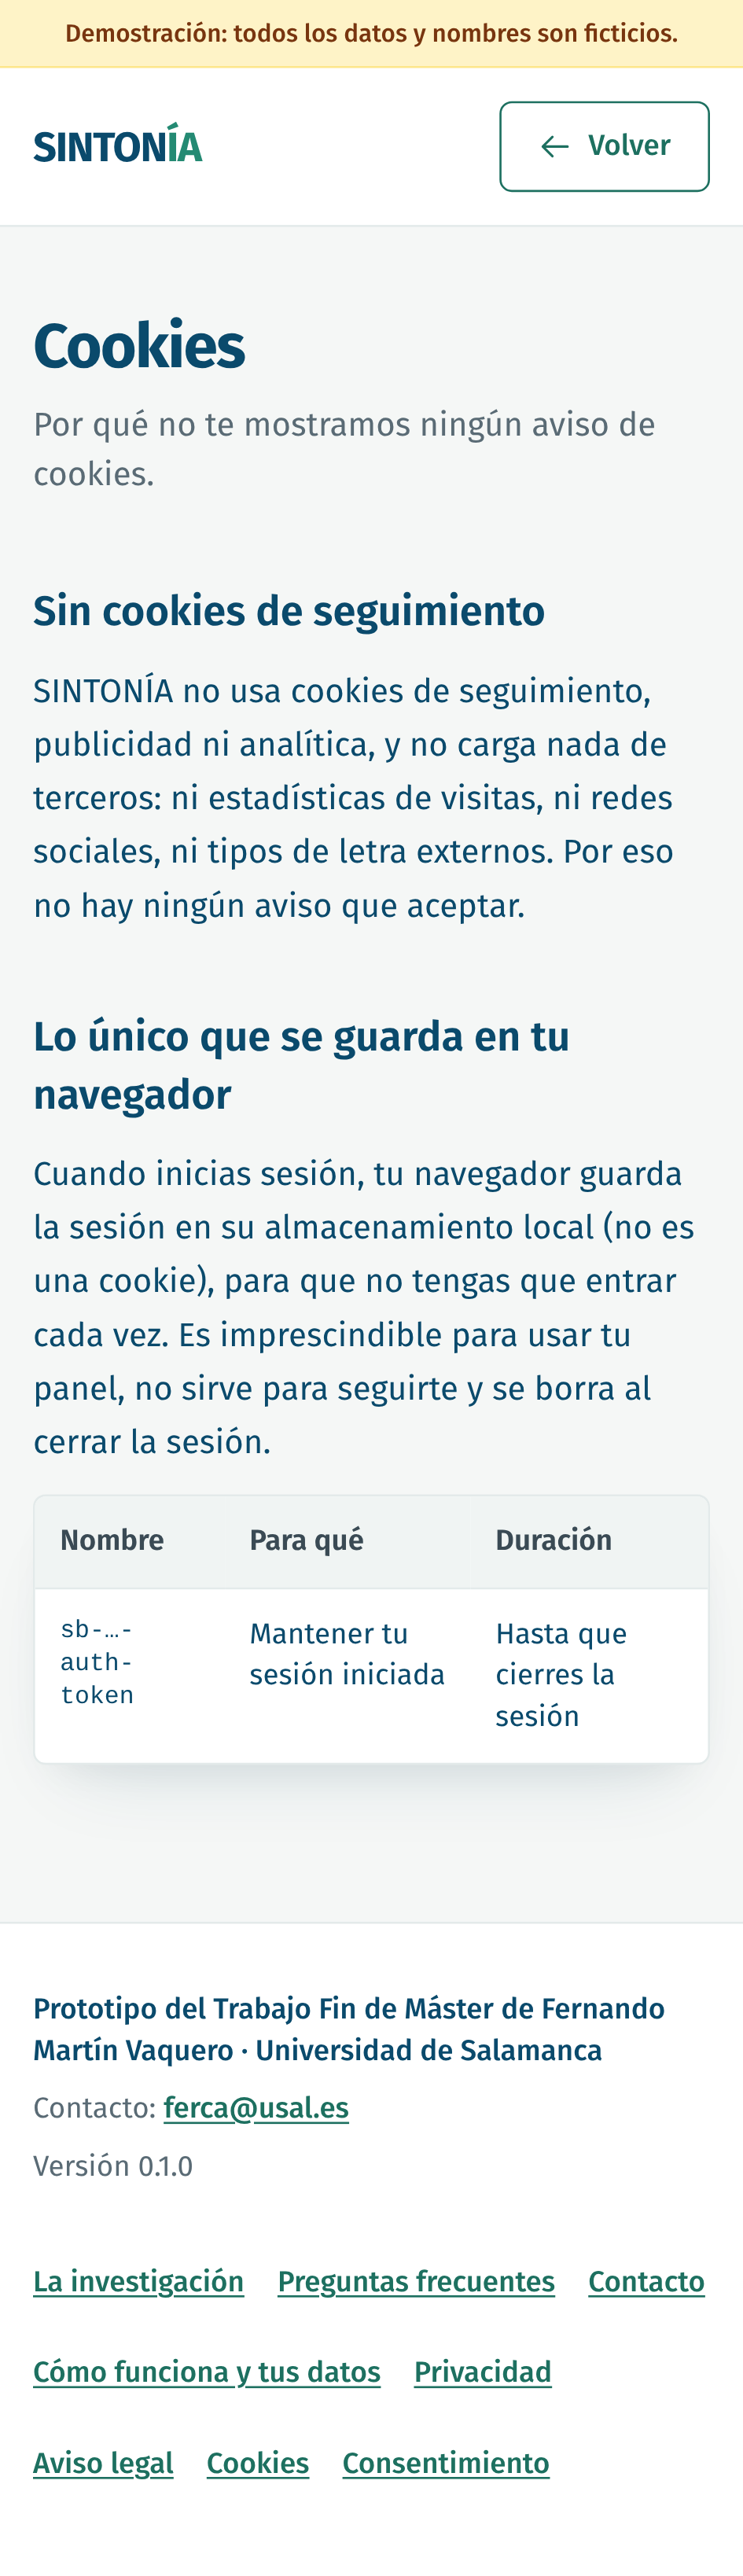 Demostración: todos los datos y nombres son ficticios.
SINTONÍA
← Volver
Cookies
Por qué no te mostramos ningún aviso de
cookies.
Sin cookies de seguimiento
SINTONÍA no usa cookies de seguimiento,
publicidad ni analítica, y no carga nada de
terceros: ni estadísticas de visitas, ni redes
sociales, ni tipos de letra externos. Por eso
no hay ningún aviso que aceptar.
Lo único que se guarda en tu
navegador
Cuando inicias sesión, tu navegador guarda
la sesión en su almacenamiento local (no es
una cookie), para que no tengas que entrar
cada vez. Es imprescindible para usar tu
panel, no sirve para seguirte y se borra al
cerrar la sesión.
Nombre Para qué Duración
sb-…-
auth-
token
Mantener tu
sesión iniciada
Hasta que
cierres la
sesión
Prototipo del Trabajo Fin de Máster de Fernando
Martín Vaquero · Universidad de Salamanca
Contacto: ferca@usal.es
Versión 0.1.0
La investigación Preguntas frecuentes Contacto
Cómo funciona y tus datos Privacidad
Aviso legal Cookies Consentimiento